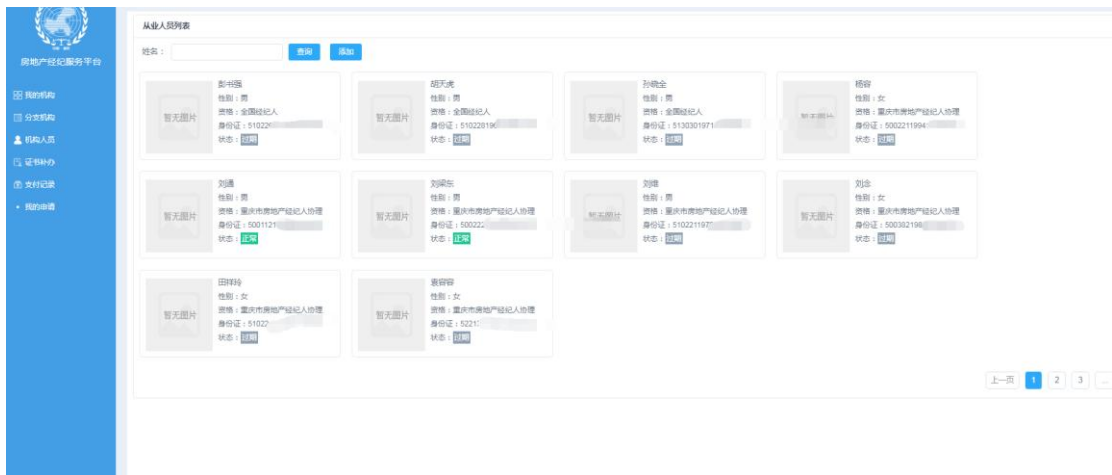 从业人员列表
房地产经纪服务平台
我的机构
分支机构
机构人员
证书补办
支付记录
我的申请
姓名：
查询
添加
暂无图片
彭书强
性别：男
资格：全国经纪人
身份证：51022
状态：过期
暂无图片
胡天虎
性别：男
资格：全国经纪人
身份证：5102281
状态：过期
暂无图片
孙晓全
性别：男
资格：全国经纪人
身份证：5130301971
状态：过期
暂无图片
杨容
性别：女
资格：重庆市房地产经纪人协理
身份证：5002211994
状态：过期
暂无图片
刘通
性别：男
资格：重庆市房地产经纪人协理
身份证：5001121
状态：正常
暂无图片
刘梁东
性别：男
资格：重庆市房地产经纪人协理
身份证：500222
状态：正常
暂无图片
刘雄
性别：男
资格：重庆市房地产经纪人协理
身份证：510221197
状态：过期
暂无图片
刘念
性别：女
资格：重庆市房地产经纪人协理
身份证：500382198
状态：过期
暂无图片
田祥玲
性别：女
资格：重庆市房地产经纪人协理
身份证：51022
状态：过期
暂无图片
袁容容
性别：女
资格：重庆市房地产经纪人协理
身份证：5221
状态：过期
上一页 1 2 3 ...